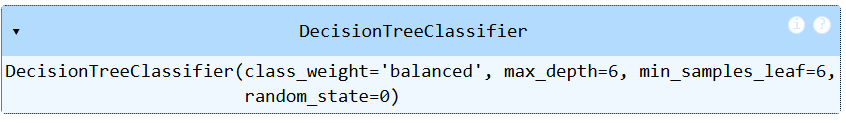 ▾ DecisionTreeClassifier i ?
DecisionTreeClassifier(class_weight='balanced', max_depth=6, min_samples_leaf=6,
random_state=0)